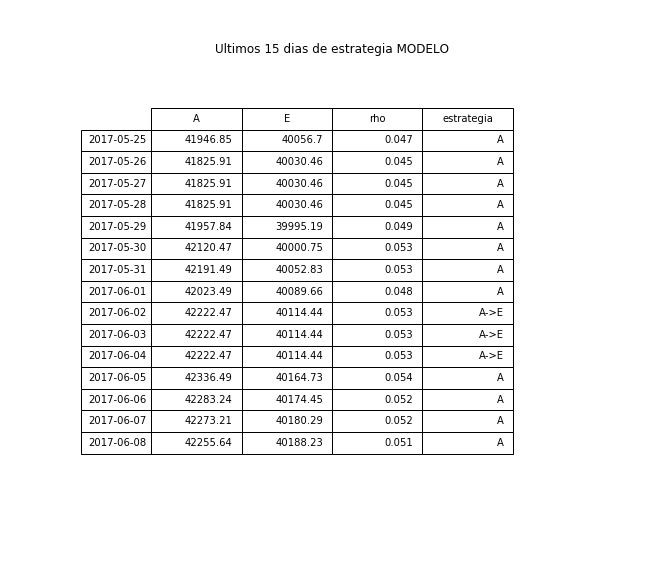 Ultimos 15 dias de estrategia MODELO
A E rho estrategia
2017-05-25 41946.85 40056.7 0.047 A
2017-05-26 41825.91 40030.46 0.045 A
2017-05-27 41825.91 40030.46 0.045 A
2017-05-28 41825.91 40030.46 0.045 A
2017-05-29 41957.84 39995.19 0.049 A
2017-05-30 42120.47 40000.75 0.053 A
2017-05-31 42191.49 40052.83 0.053 A
2017-06-01 42023.49 40089.66 0.048 A
2017-06-02 42222.47 40114.44 0.053 A->E
2017-06-03 42222.47 40114.44 0.053 A->E
2017-06-04 42222.47 40114.44 0.053 A->E
2017-06-05 42336.49 40164.73 0.054 A
2017-06-06 42283.24 40174.45 0.052 A
2017-06-07 42273.21 40180.29 0.052 A
2017-06-08 42255.64 40188.23 0.051 A